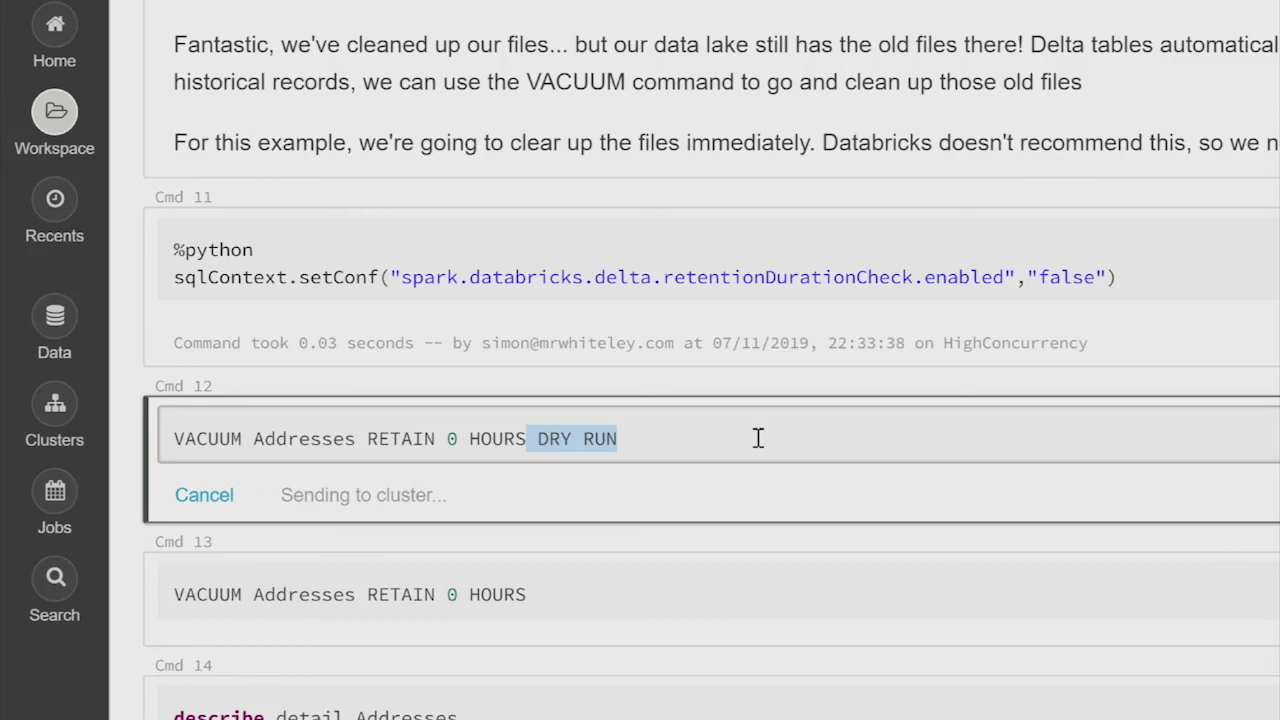 Home
Workspace
Recents
Data
Clusters
Jobs
Search
Fantastic, we've cleaned up our files... but our data lake still has the old files there! Delta tables automatical
historical records, we can use the VACUUM command to go and clean up those old files
For this example, we're going to clear up the files immediately. Databricks doesn't recommend this, so we n
Cmd 11
%python
sqlContext.setConf("spark.databricks.delta.retentionDurationCheck.enabled","false")
Command took 0.03 seconds -- by simon@mrwhiteley.com at 07/11/2019, 22:33:38 on HighConcurrency
Cmd 12
VACUUM Addresses RETAIN 0 HOURS DRY RUN
Cancel Sending to cluster...
Cmd 13
VACUUM Addresses RETAIN 0 HOURS
Cmd 14
describe detail Addresses